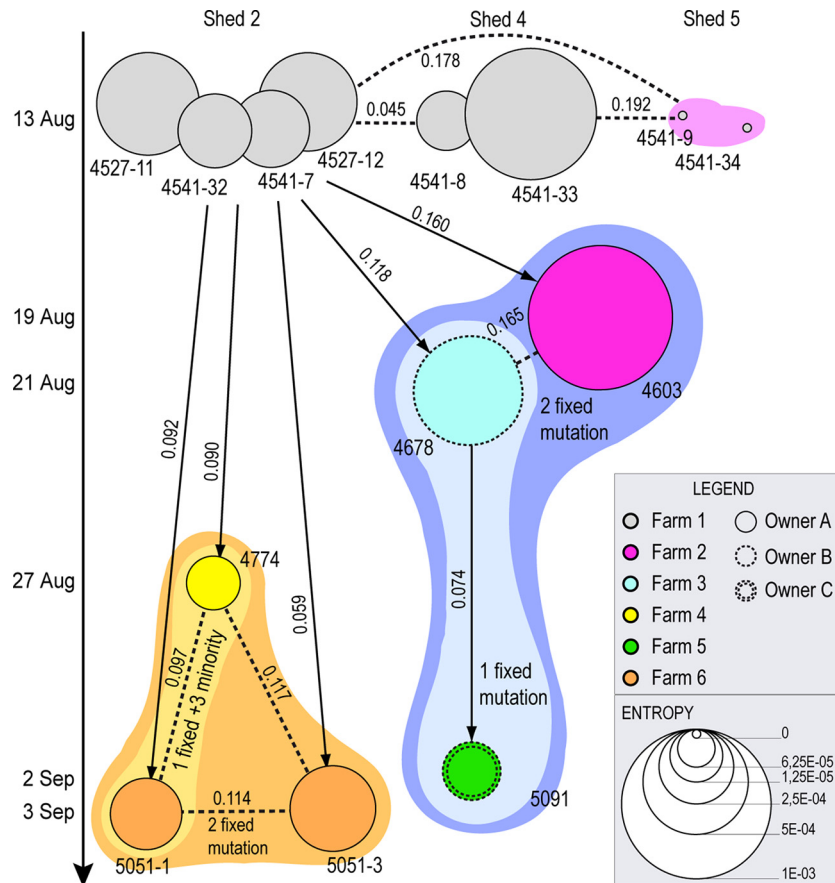 Shed 2
Shed 4
Shed 5
0.178
13 Aug
0.045
0.192
4541-9
4527-11
4541-32
4541-7
4527-12
4541-8
4541-33
4541-34
0.160
0.118
19 Aug
0.165
21 Aug
4603
2 fixed
mutation
4678
0.092
0.090
LEGEND
Farm 1
Owner A
Farm 2
Owner B
Farm 3
Owner C
Farm 4
Farm 5
Farm 6
27 Aug
4774
0.059
0.074
0.097
1 fixed +3 minority
0.117
1 fixed
mutation
ENTROPY
0
6,25E-05
1,25E-05
2,5E-04
5E-04
1E-03
2 Sep
3 Sep
0.114
2 fixed
mutation
5091
5051-1
5051-3